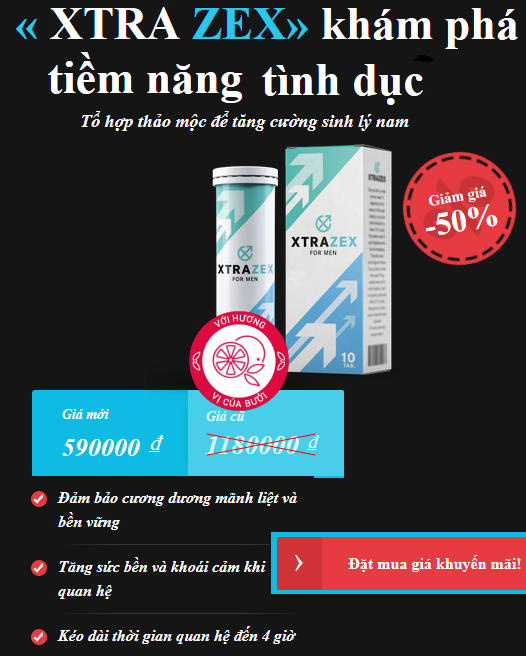 « XTRA ZEX» khám phá
tiềm năng tình dục
Tổ hợp thảo mộc để tăng cường sinh lý nam
Giảm giá
-50%
XTRAZEX
XTRAZEX
FOR MEN
XTRAZEX
FOR MEN
10
TAB.
VỚI HƯƠNG
VỊ CỦA BƯỞI
Giá mới
590000 ₫
Giá cũ
1180000 ₫
Đảm bảo cương dương mãnh liệt và
bền vững
Tăng sức bền và khoái cảm khi
quan hệ
Kéo dài thời gian quan hệ đến 4 giờ
Đặt mua giá khuyến mãi!